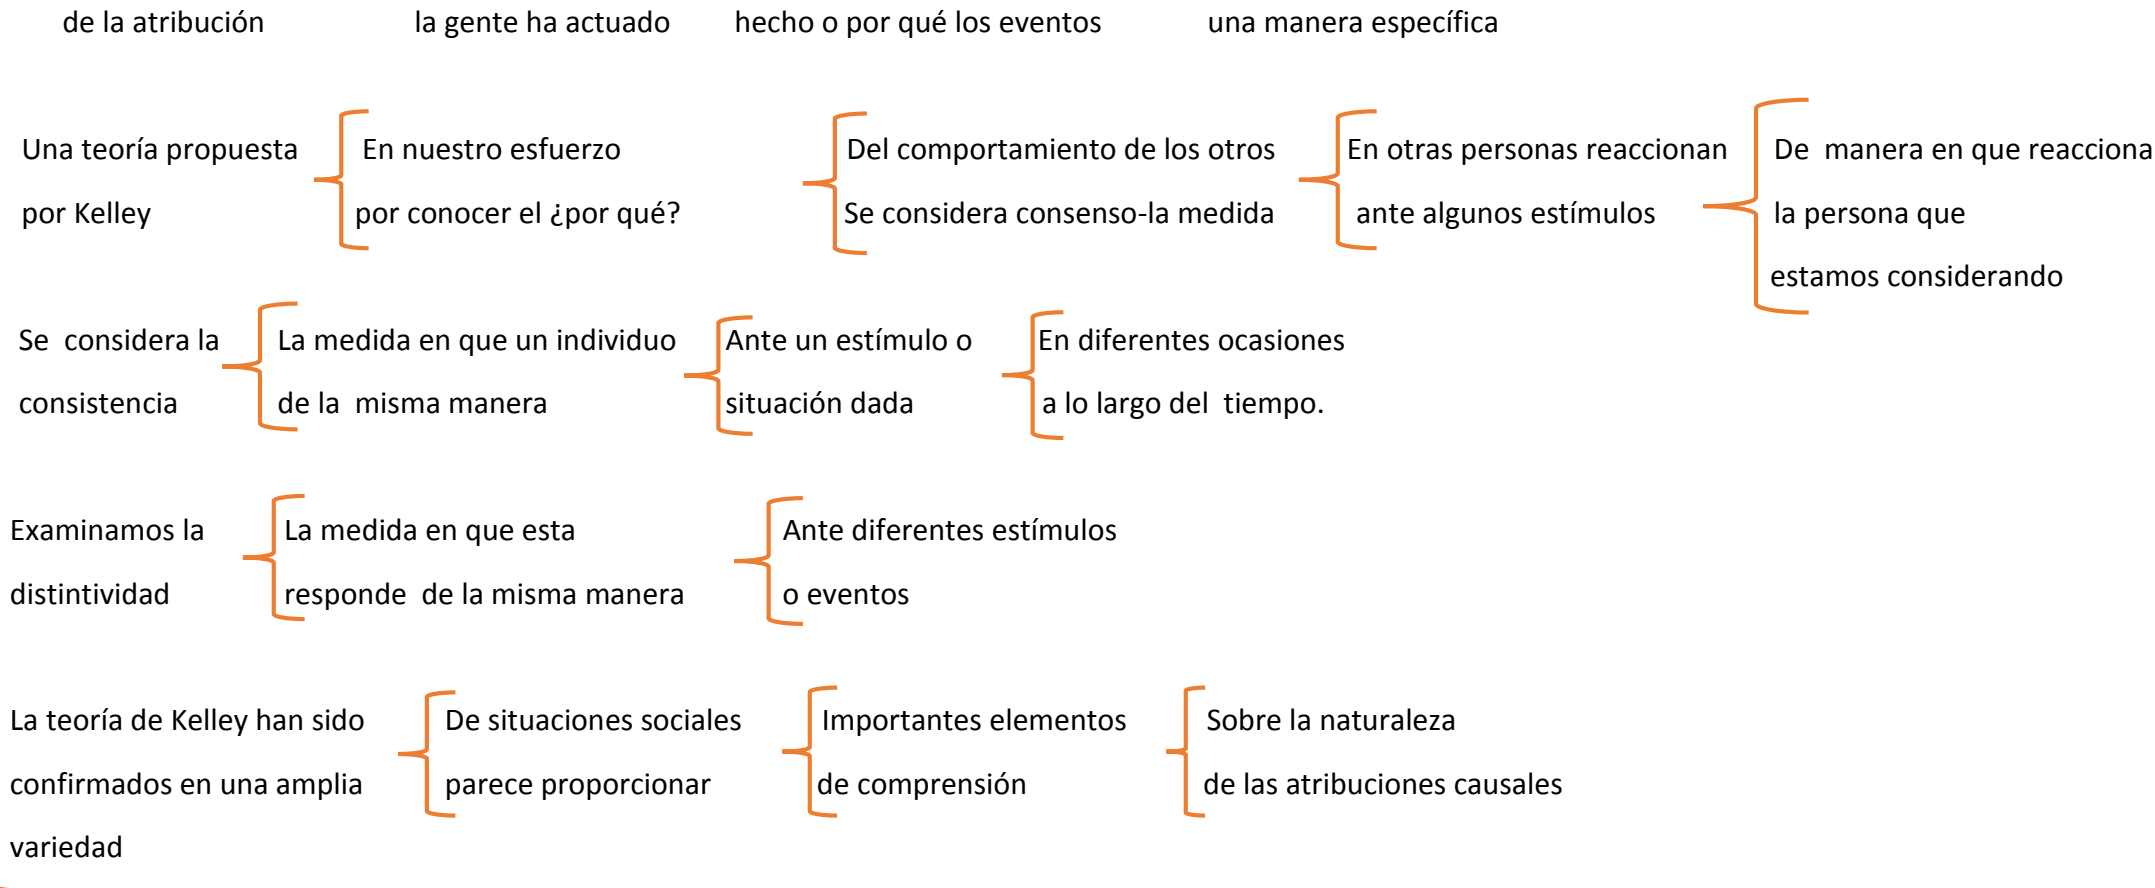 de la atribución la gente ha actuado hecho o por qué los eventos una manera específica
Una teoría propuesta
por Kelley
En nuestro esfuerzo
por conocer el ¿por qué?
Del comportamiento de los otros
Se considera consenso-la medida
En otras personas reaccionan
ante algunos estímulos
De manera en que reacciona
la persona que
estamos considerando
Se considera la
consistencia
La medida en que un individuo
de la misma manera
Ante un estímulo o
situación dada
En diferentes ocasiones
a lo largo del tiempo.
Examinamos la
distintividad
La medida en que esta
responde de la misma manera
Ante diferentes estímulos
o eventos
La teoría de Kelley han sido
confirmados en una amplia
variedad
De situaciones sociales
parece proporcionar
Importantes elementos
de comprensión
Sobre la naturaleza
de las atribuciones causales